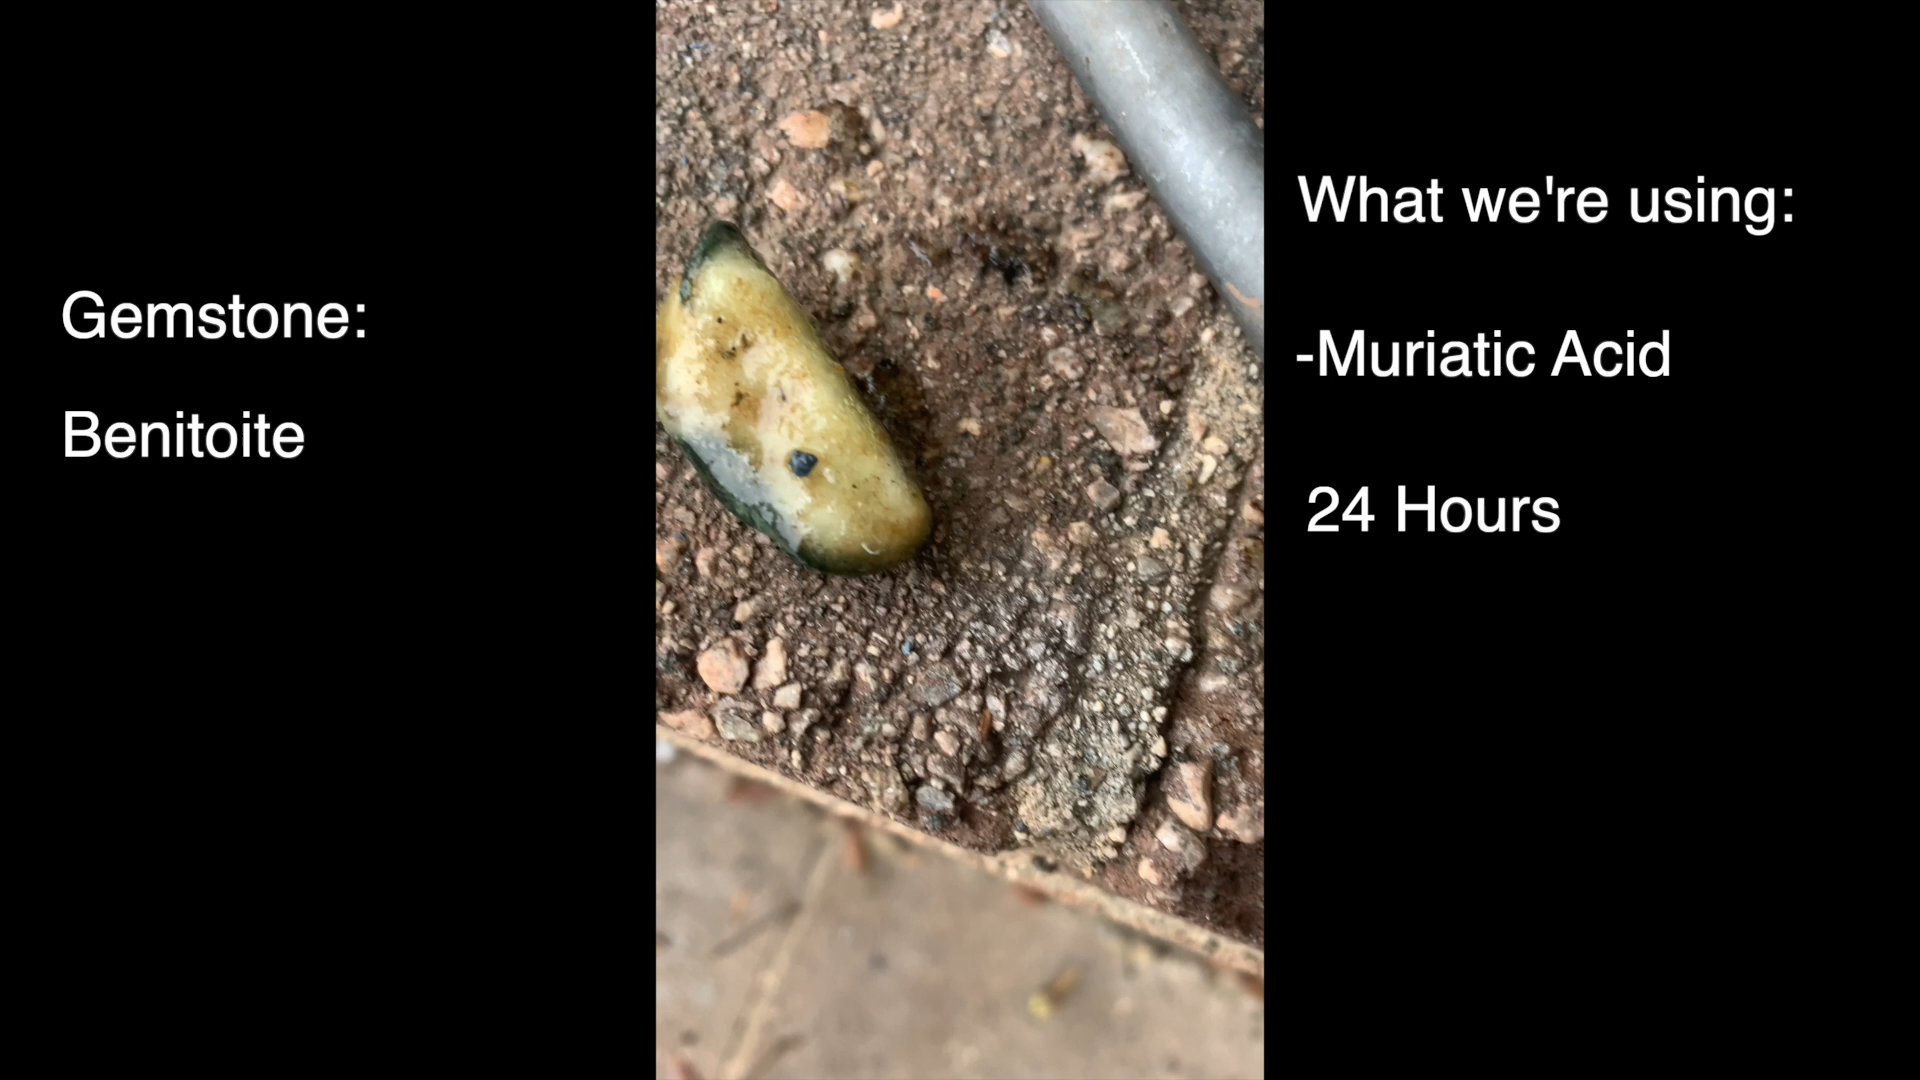 Gemstone:
Benitoite
What we're using:
-Muriatic Acid
24 Hours